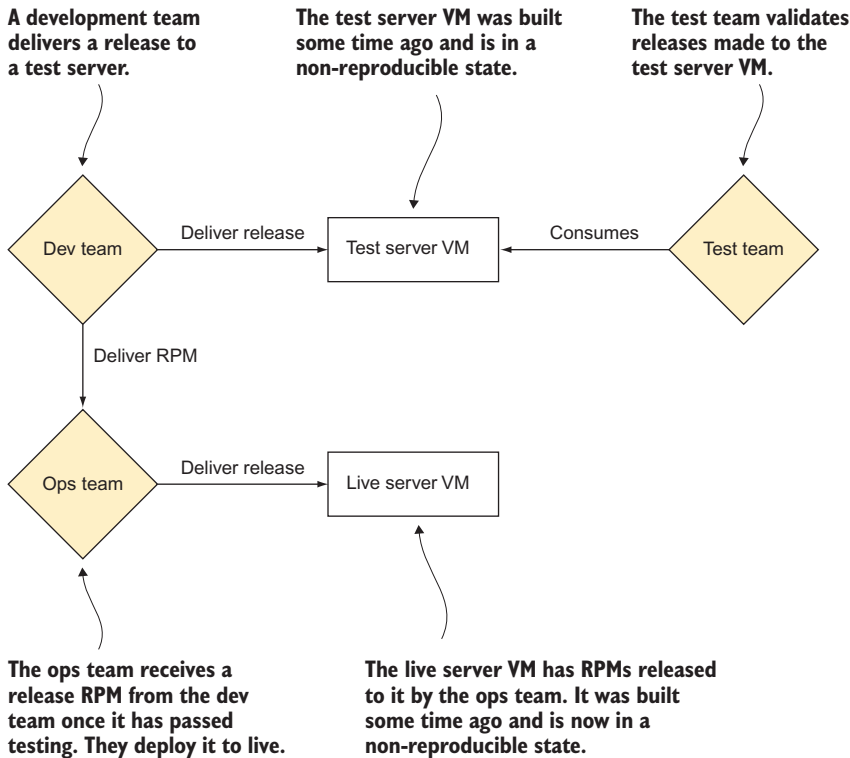 A development team
delivers a release to
a test server.
The test server VM was built
some time ago and is in a
non-reproducible state.
The test team validates
releases made to the
test server VM.
Dev team
Deliver release
Test server VM
Consumes
Test team
Deliver RPM
Ops team
Deliver release
Live server VM
The ops team receives a
release RPM from the dev
team once it has passed
testing. They deploy it to live.
The live server VM has RPMs released
to it by the ops team. It was built
some time ago and is now in a
non-reproducible state.